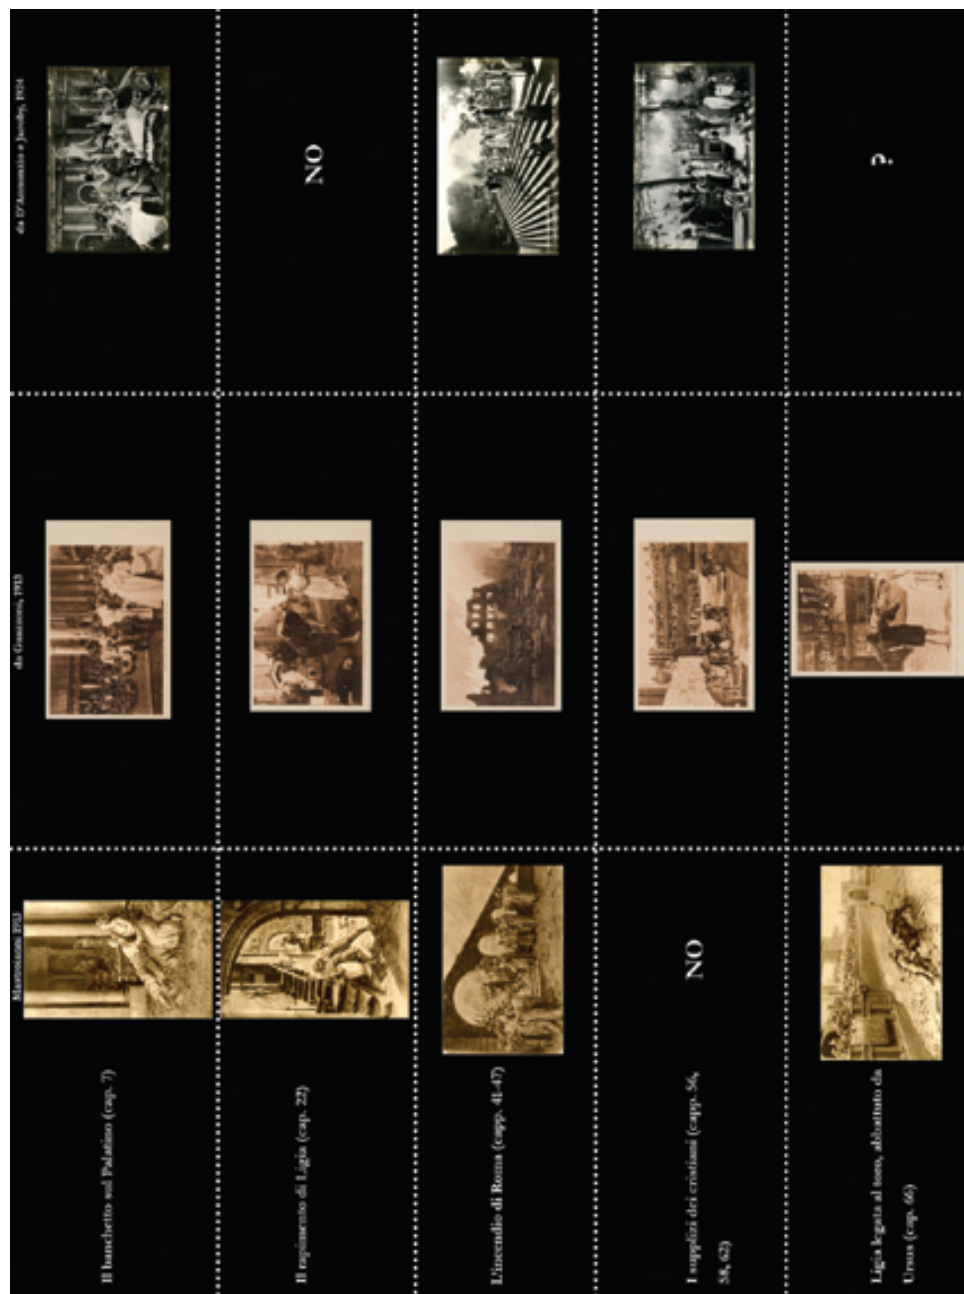 Mastroianni 1913
da Guazzoni, 1913
da D'Annunzio e Jacoby, 1924
Il banchetto sul Palatino (cap. 7)
Il rapimento di Ligia (cap. 22)
NO
L'incendio di Roma (capp. 41-47)
I supplizi dei cristiani (capp. 56,
58, 62)
NO
Ligia legata al toro, abbattuto da
Ursus (cap. 66)
?